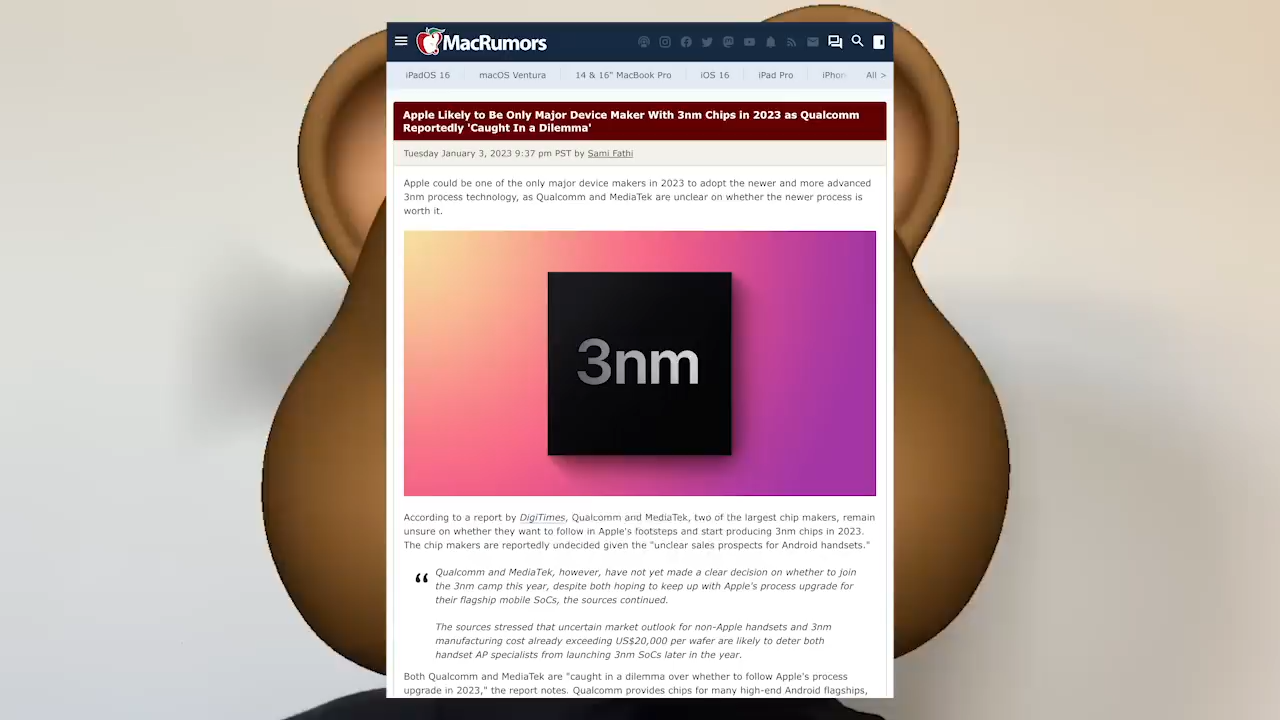 MacRumors
iPadOS 16 macOS Ventura 14 & 16" MacBook Pro iOS 16 iPad Pro iPhon All >
Apple Likely to Be Only Major Device Maker With 3nm Chips in 2023 as Qualcomm
Reportedly 'Caught In a Dilemma'
Tuesday January 3, 2023 9:37 pm PST by Sami Fathi
Apple could be one of the only major device makers in 2023 to adopt the newer and more advanced
3nm process technology, as Qualcomm and MediaTek are unclear on whether the newer process is
worth it.
3nm
According to a report by DigiTimes, Qualcomm and MediaTek, two of the largest chip makers, remain
unsure on whether they want to follow in Apple's footsteps and start producing 3nm chips in 2023.
The chip makers are reportedly undecided given the "unclear sales prospects for Android handsets."
“ Qualcomm and MediaTek, however, have not yet made a clear decision on whether to join
the 3nm camp this year, despite both hoping to keep up with Apple's process upgrade for
their flagship mobile SoCs, the sources continued.
The sources stressed that uncertain market outlook for non-Apple handsets and 3nm
manufacturing cost already exceeding US$20,000 per wafer are likely to deter both
handset AP specialists from launching 3nm SoCs later in the year.
Both Qualcomm and MediaTek are "caught in a dilemma over whether to follow Apple's process
upgrade in 2023," the report notes. Qualcomm provides chips for many high-end Android flagships,